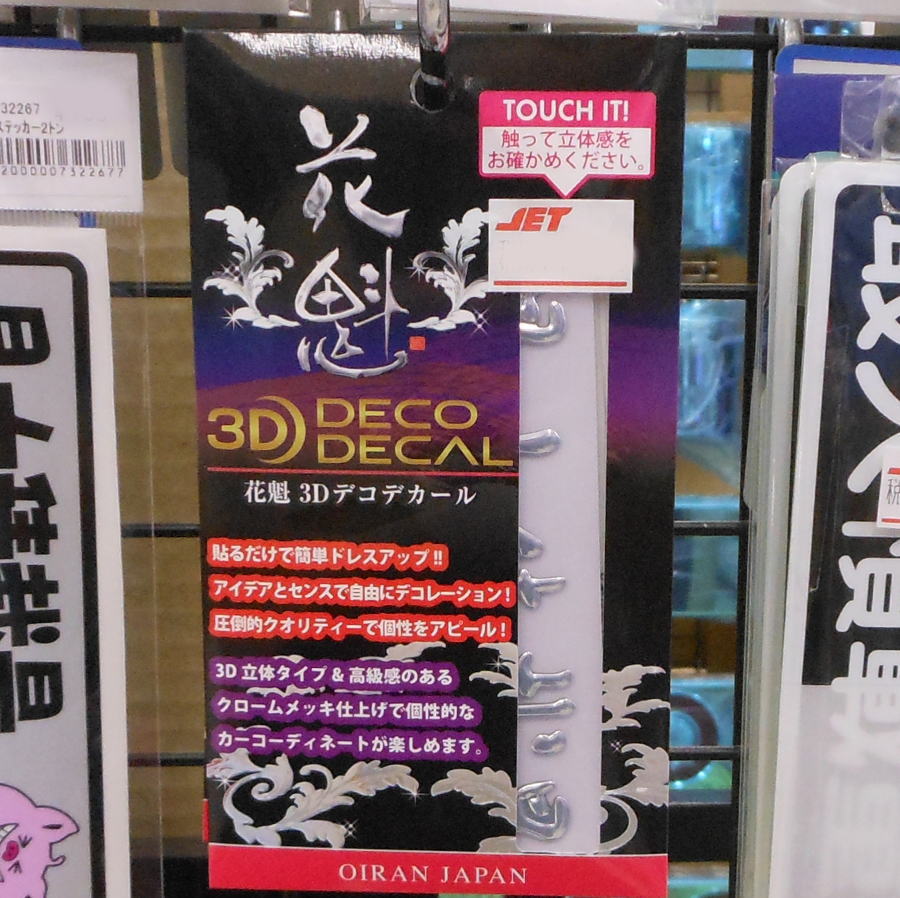 32267
ステッカー2トン
2000007322677
花魁
TOUCH IT!
触って立体感を
お確かめください。
JET
3D DECO
DECAL
花魁 3Dデコデカール
貼るだけで簡単ドレスアップ!!
アイデアとセンスで自由にデコレーション!
圧倒的クオリティーで個性をアピール!
3D 立体タイプ & 高級感のある
クロームメッキ仕上げで個性的な
カーコーディネートが楽しめます。
OIRAN JAPAN
税